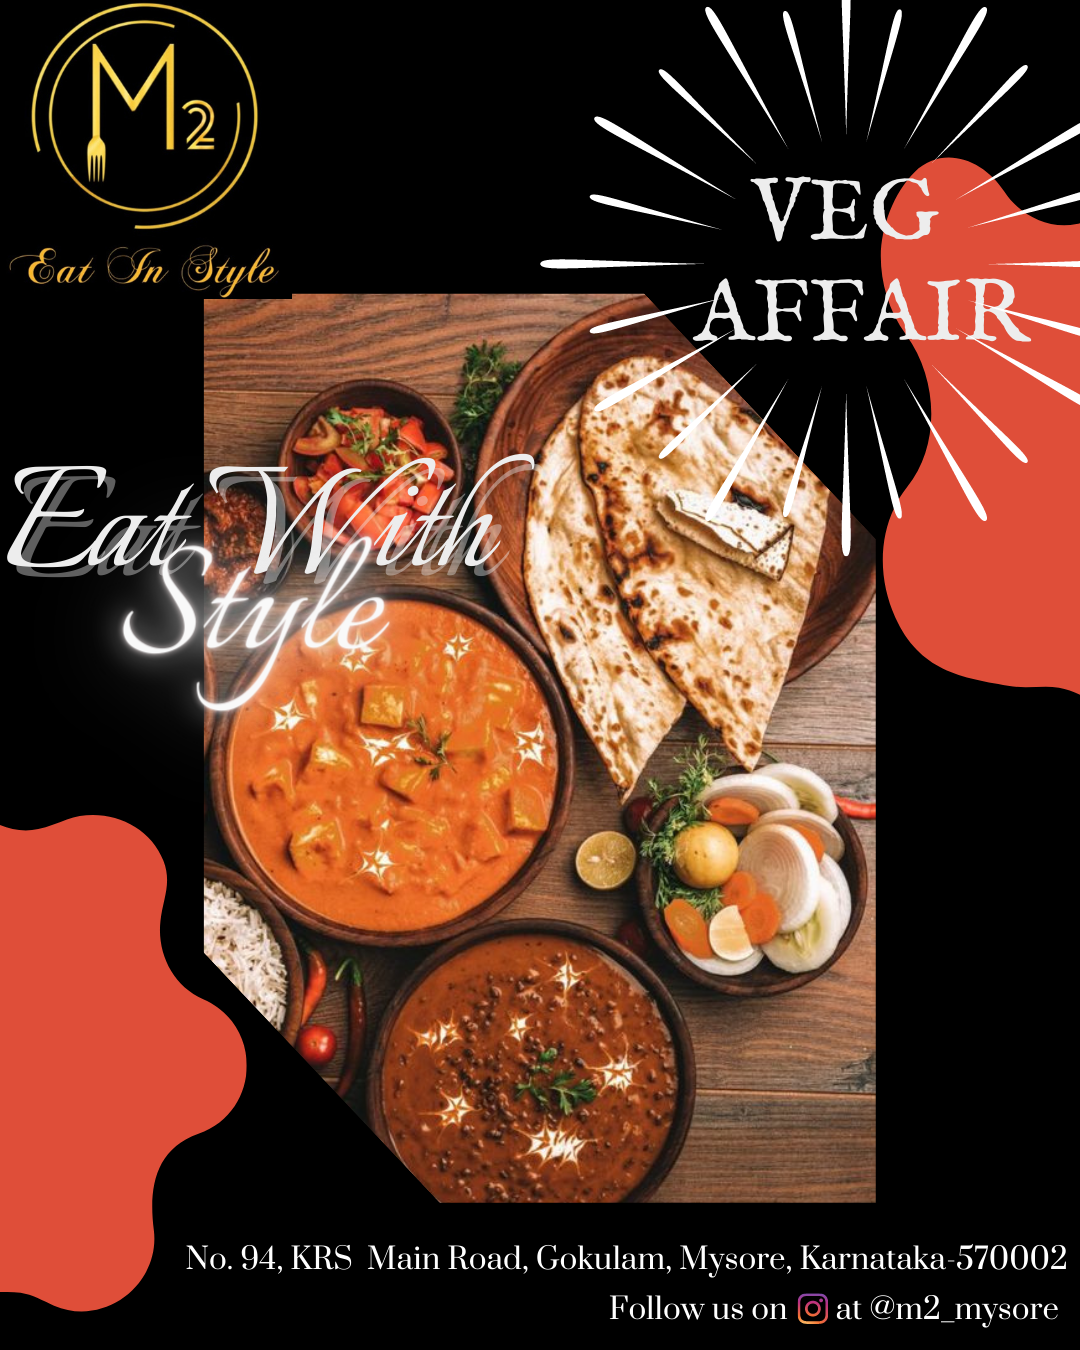 M2
Eat In Style
VEG
AFFAIR
Eat With
Style
No. 94, KRS Main Road, Gokulam, Mysore, Karnataka-570002
Follow us on at @m2_mysore